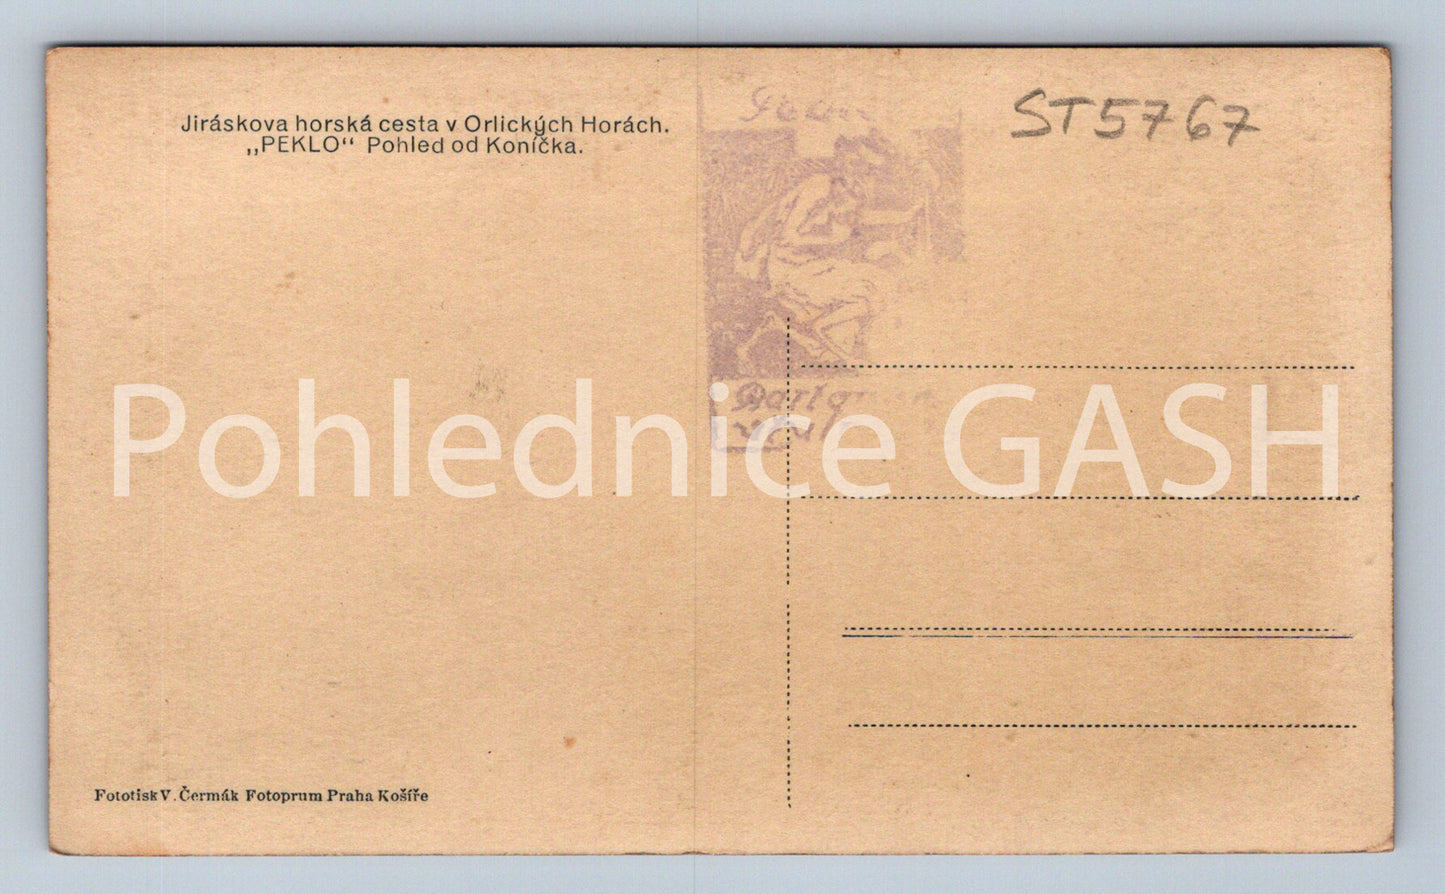 Jiráskova horská cesta v Orlických Horách.
„PEKLO“ Pohled od Koníčka.
ST5767
Pohlednice GASH
Fototisk V. Čermák Fotoprum Praha Košíře